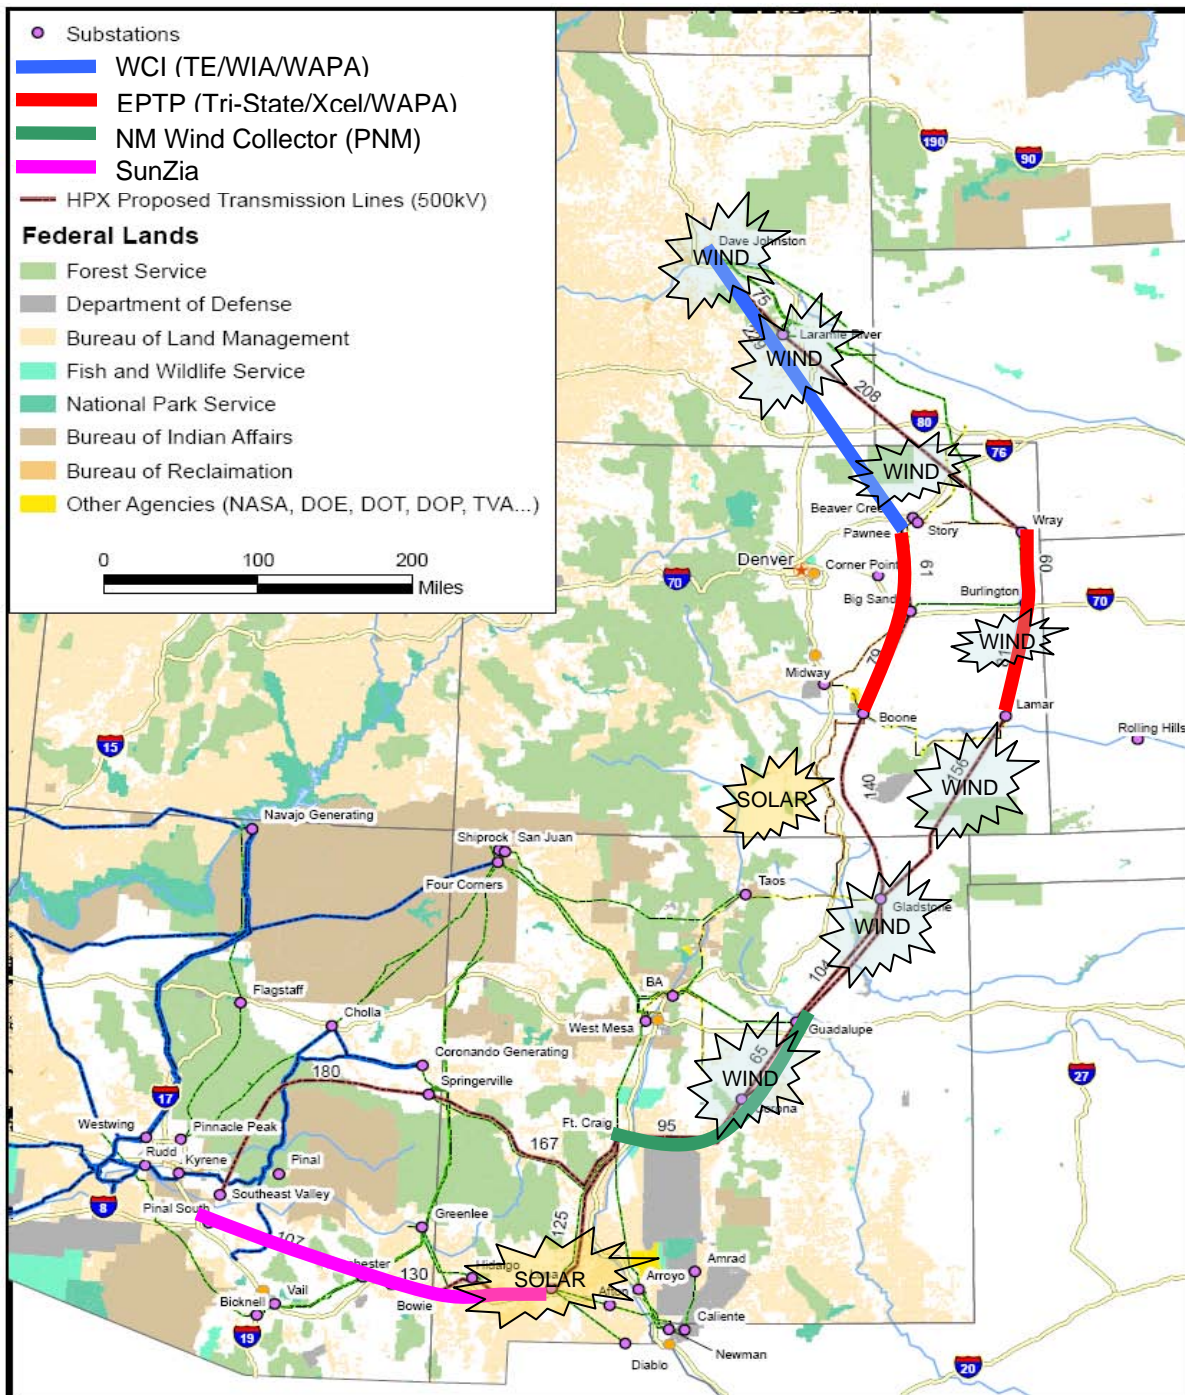 Substations
WCI (TE/WIA/WAPA)
EPTP (Tri-State/Xcel/WAPA)
NM Wind Collector (PNM)
SunZia
HPX Proposed Transmission Lines (500kV)
Federal Lands
Forest Service
Department of Defense
Bureau of Land Management
Fish and Wildlife Service
National Park Service
Bureau of Indian Affairs
Bureau of Reclaimation
Other Agencies (NASA, DOE, DOT, DOP, TVA...)
0 100 200
Miles
190
90
Dave Johnston
WIND
75
229
Laramie River
WIND
208
80
76
WIND
Beaver Creek
Pawnee
Story
Wray
Denver
Corner Point
61
60
70
Big Sand
Burlington
70
WIND
79
Midway
Boone
Lamar
Rolling Hills
15
SOLAR
140
156
WIND
Navajo Generating
Shiprock
San Juan
Four Corners
Taos
Gladstone
WIND
104
BA
Flagstaff
Cholla
West Mesa
Guadalupe
Coronando Generating
65
WIND
27
180
Springerville
17
Westwing
Pinnacle Peak
Ft. Craig
95
167
Rudd
Kyrene
Pinal
Southeast Valley
8
Pinal South
107
Greenlee
125
130
Hidalgo
SOLAR
Amrad
Arroyo
Vail
Bowie
Bicknell
Caliente
19
Newman
Diablo
20